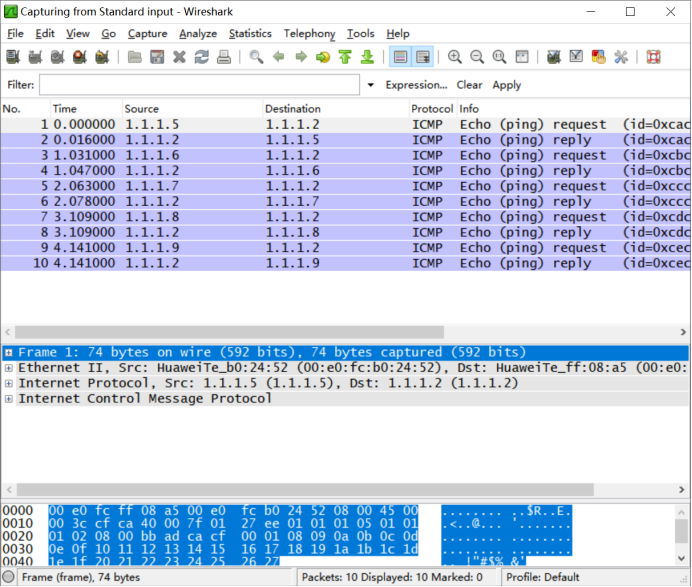 Capturing from Standard input - Wireshark
File Edit View Go Capture Analyze Statistics Telephony Tools Help
Filter: Expression... Clear Apply
No. Time Source Destination Protocol Info
1 0.000000 1.1.1.5 1.1.1.2 ICMP Echo (ping) request (id=0xcac
2 0.016000 1.1.1.2 1.1.1.5 ICMP Echo (ping) reply (id=0xcac
3 1.031000 1.1.1.6 1.1.1.2 ICMP Echo (ping) request (id=0xcbc
4 1.047000 1.1.1.2 1.1.1.6 ICMP Echo (ping) reply (id=0xcbc
5 2.063000 1.1.1.7 1.1.1.2 ICMP Echo (ping) request (id=0xccc
6 2.078000 1.1.1.2 1.1.1.7 ICMP Echo (ping) reply (id=0xccc
7 3.109000 1.1.1.8 1.1.1.2 ICMP Echo (ping) request (id=0xcdc
8 3.109000 1.1.1.2 1.1.1.8 ICMP Echo (ping) reply (id=0xcdc
9 4.141000 1.1.1.9 1.1.1.2 ICMP Echo (ping) request (id=0xcec
10 4.141000 1.1.1.2 1.1.1.9 ICMP Echo (ping) reply (id=0xcec
Frame 1: 74 bytes on wire (592 bits), 74 bytes captured (592 bits)
Ethernet II, Src: HuaweiTe_b0:24:52 (00:e0:fc:b0:24:52), Dst: HuaweiTe_ff:08:a5 (00:e0:
Internet Protocol, Src: 1.1.1.5 (1.1.1.5), Dst: 1.1.1.2 (1.1.1.2)
Internet Control Message Protocol
0000 00 e0 fc ff 08 a5 00 e0 fc b0 24 52 08 00 45 00 ........ ..$R..E.
0010 00 3c cf ca 40 00 7f 01 27 ee 01 01 01 05 01 01 .<..@... '.......
0020 01 02 08 00 bb ad ca cf 00 01 08 09 0a 0b 0c 0d ........ ........
0030 0e 0f 10 11 12 13 14 15 16 17 18 19 1a 1b 1c 1d ........ ........
0040 1e 1f 20 21 22 23 24 25 26 27 .. !"#$% &'
Frame (frame), 74 bytes Packets: 10 Displayed: 10 Marked: 0 Profile: Default